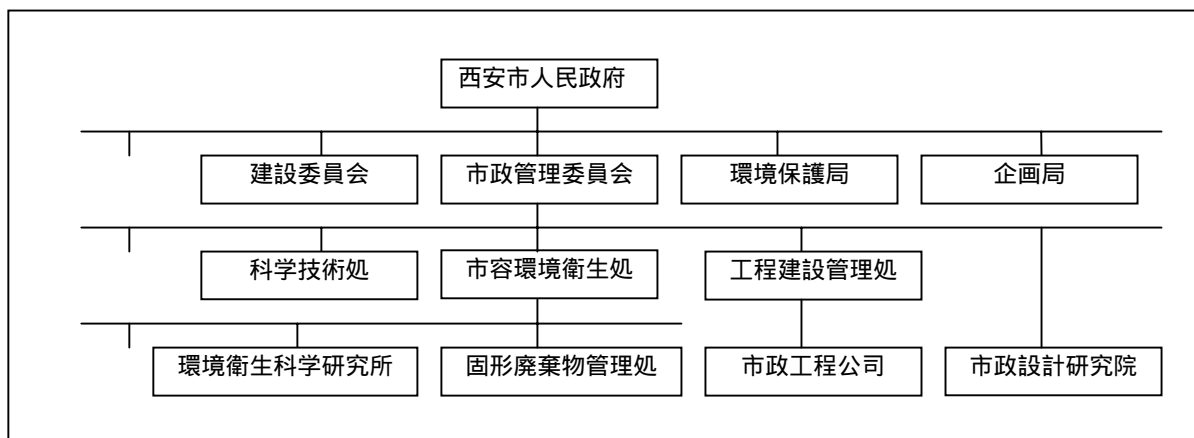 西安市人民政府
建設委員会
市政管理委員会
環境保護局
企画局
科学技術処
市容環境衛生処
工程建設管理処
環境衛生科学研究所
固形廃棄物管理処
市政工程公司
市政設計研究院